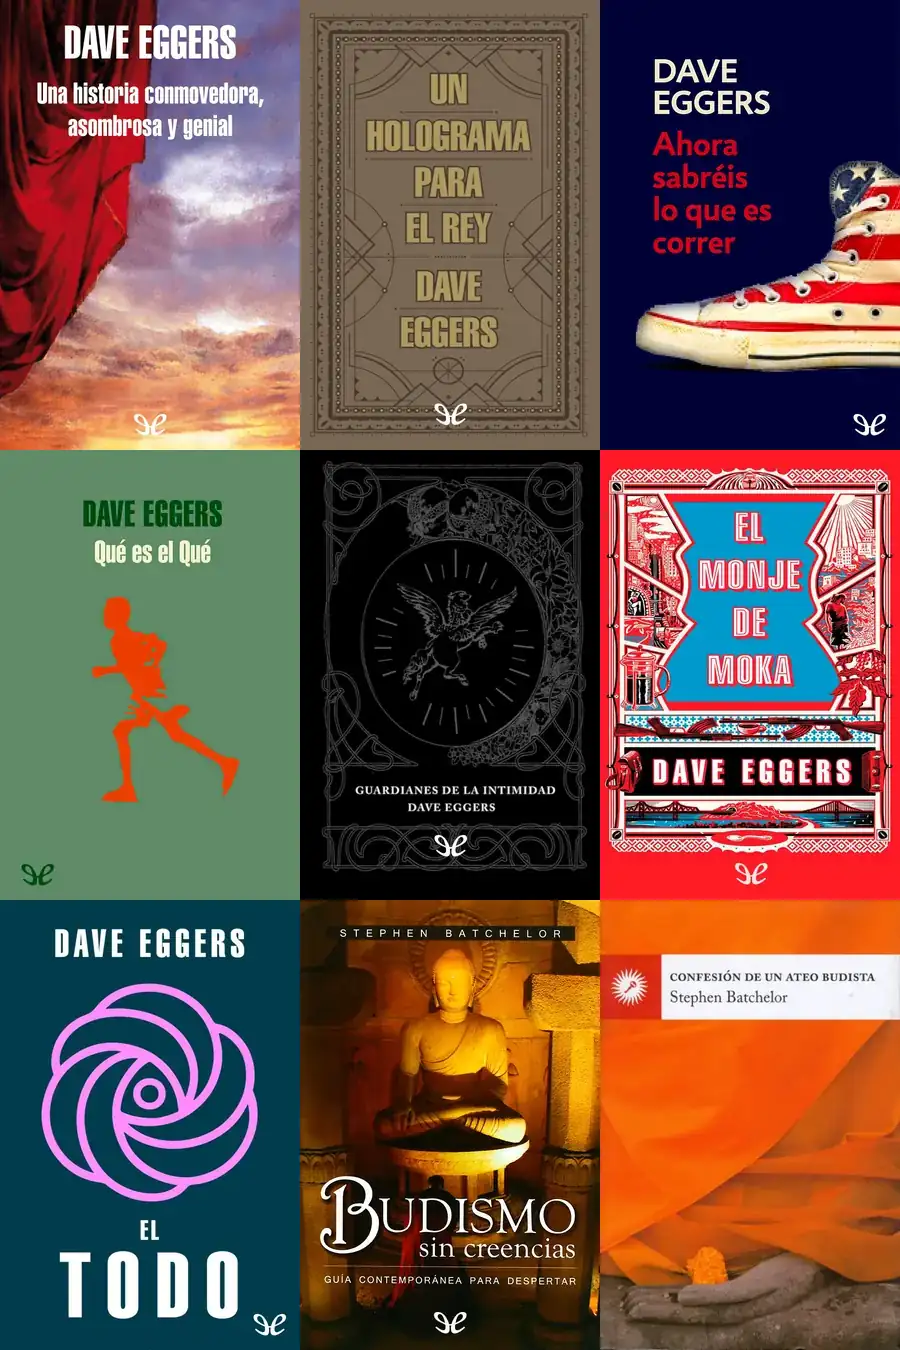 DAVE EGGERS
Una historia conmovedora,
asombrosa y genial
UN
HOLOGRAMA
PARA
EL REY
DAVE
EGGERS
DAVE
EGGERS
Ahora
sabréis
lo que es
correr
DAVE EGGERS
Qué es el Qué
GUARDIANES DE LA INTIMIDAD
DAVE EGGERS
EL
MONJE
DE
MOKA
DAVE EGGERS
DAVE EGGERS
EL
TODO
STEPHEN BATCHELOR
BUDISMO
sin creencias
GUÍA CONTEMPORÁNEA PARA DESPERTAR
CONFESIÓN DE UN ATEO BUDISTA
Stephen Batchelor